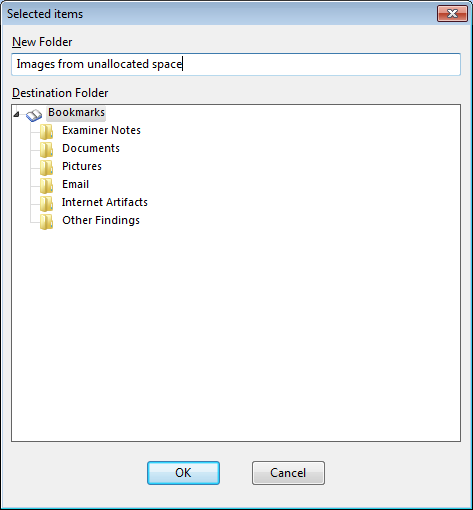 Selected items
New Folder
Images from unallocated space
Destination Folder
Bookmarks
Examiner Notes
Documents
Pictures
Email
Internet Artifacts
Other Findings
OK
Cancel